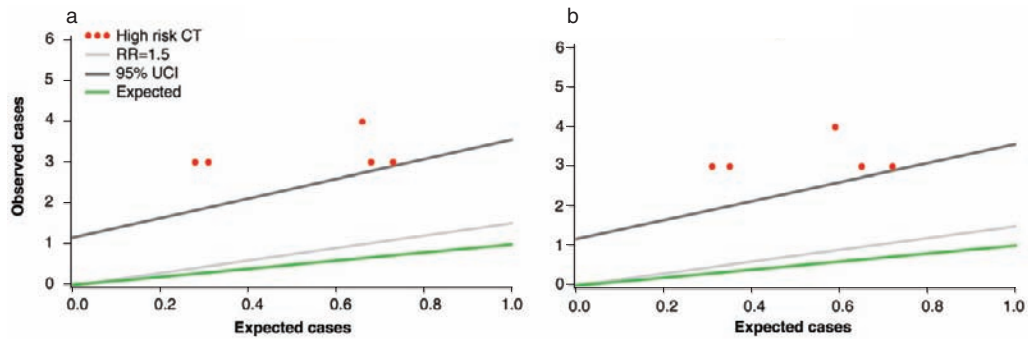 a
High risk CT
RR=1.5
95% UCI
Expected
6
5
4
3
2
1
0
Observed cases
0.0 0.2 0.4 0.6 0.8 1.0
Expected cases
b
6
5
4
3
2
1
0
0.0 0.2 0.4 0.6 0.8 1.0
Expected cases